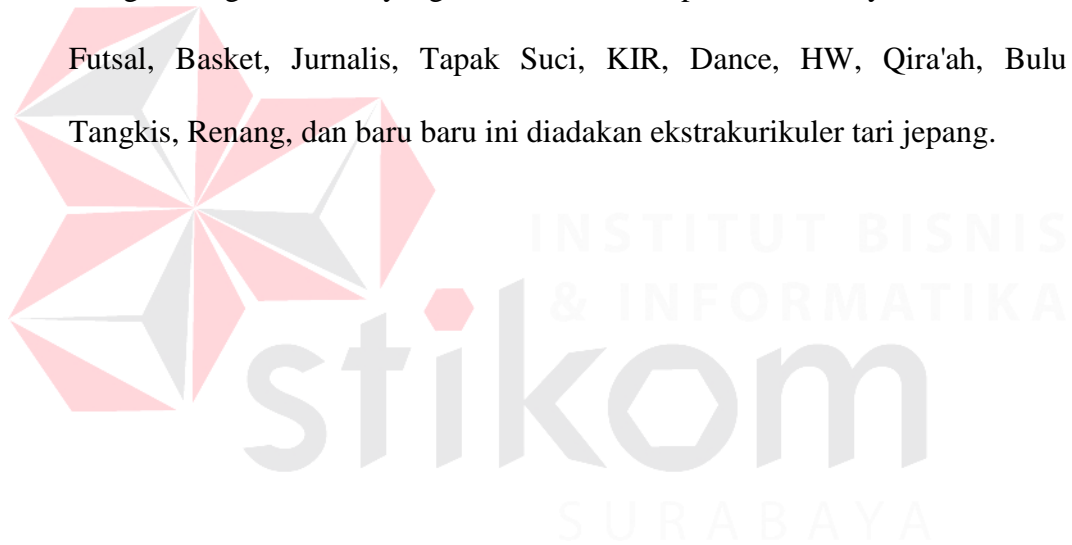 Futsal, Basket, Jurnalis, Tapak Suci, KIR, Dance, HW, Qira'ah, Bulu
Tangkis, Renang, dan baru baru ini diadakan ekstrakurikuler tari jepang.
INSTITUT BISNIS
& INFORMATIKA
stikom
SURABAYA